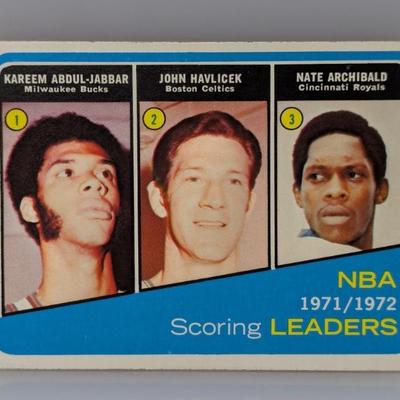 KAREEM ABDUL-JABBAR
Milwaukee Bucks
JOHN HAVLICEK
Boston Celtics
NATE ARCHIBALD
Cincinnati Royals
1
2
3
NBA
1971/1972
Scoring LEADERS